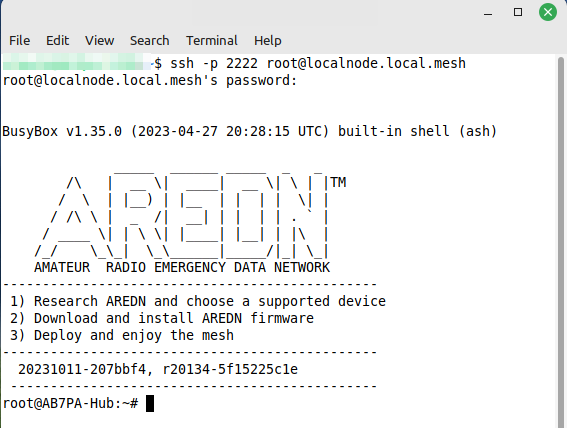 File Edit View Search Terminal Help
$ ssh -p 2222 root@localnode.local.mesh
root@localnode.local.mesh's password:
BusyBox v1.35.0 (2023-04-27 20:28:15 UTC) built-in shell (ash)
AREDN TM
AMATEUR RADIO EMERGENCY DATA NETWORK
1) Research AREDN and choose a supported device
2) Download and install AREDN firmware
3) Deploy and enjoy the mesh
20231011-207bbf4, r20134-5f15225c1e
root@AB7PA-Hub:~#